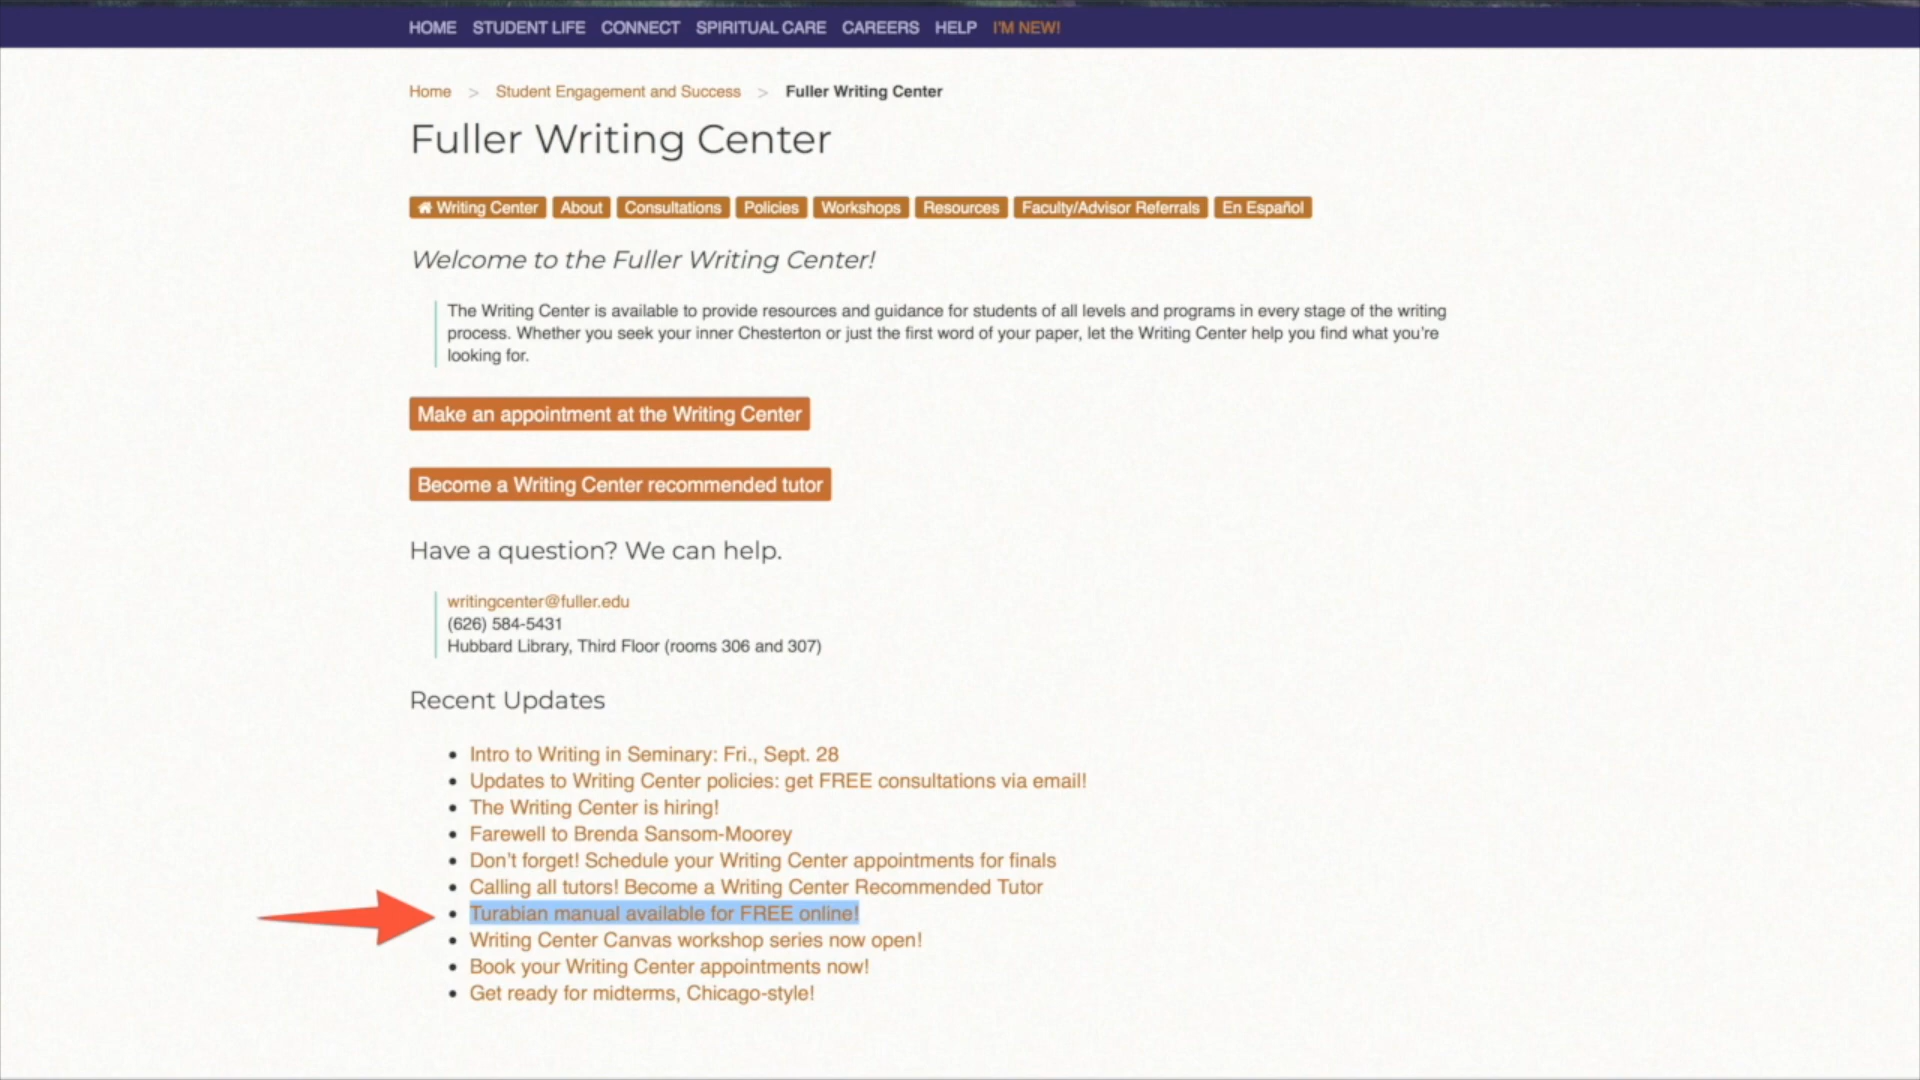 HOME STUDENT LIFE CONNECT SPIRITUAL CARE CAREERS HELP I'M NEW!
Home > Student Engagement and Success > Fuller Writing Center
Fuller Writing Center
Writing Center About Consultations Policies Workshops Resources Faculty/Advisor Referrals En Español
Welcome to the Fuller Writing Center!
The Writing Center is available to provide resources and guidance for students of all levels and programs in every stage of the writing
process. Whether you seek your inner Chesterton or just the first word of your paper, let the Writing Center help you find what you're
looking for.
Make an appointment at the Writing Center
Become a Writing Center recommended tutor
Have a question? We can help.
writingcenter@fuller.edu
(626) 584-5431
Hubbard Library, Third Floor (rooms 306 and 307)
Recent Updates
• Intro to Writing in Seminary: Fri., Sept. 28
• Updates to Writing Center policies: get FREE consultations via email!
• The Writing Center is hiring!
• Farewell to Brenda Sansom-Moorey
• Don't forget! Schedule your Writing Center appointments for finals
• Calling all tutors! Become a Writing Center Recommended Tutor
• Turabian manual available for FREE online!
• Writing Center Canvas workshop series now open!
• Book your Writing Center appointments now!
• Get ready for midterms, Chicago-style!